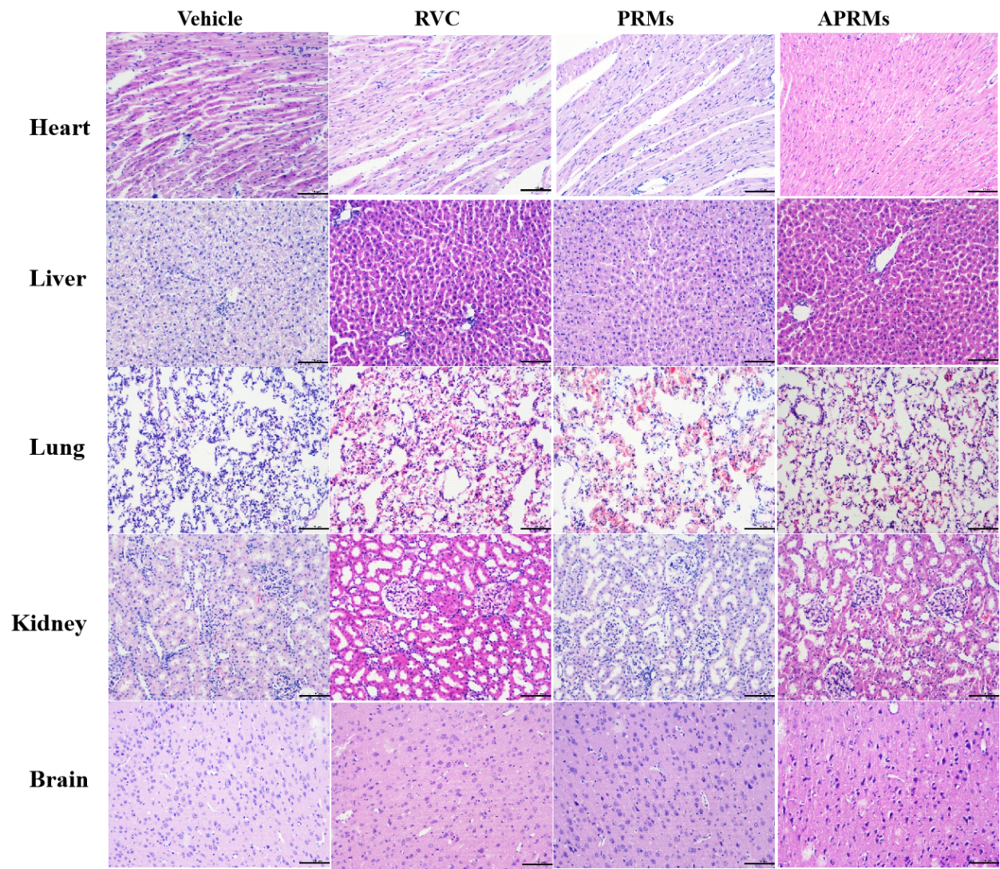 Vehicle RVC PRMs APRMs
Heart
Liver
Lung
Kidney
Brain